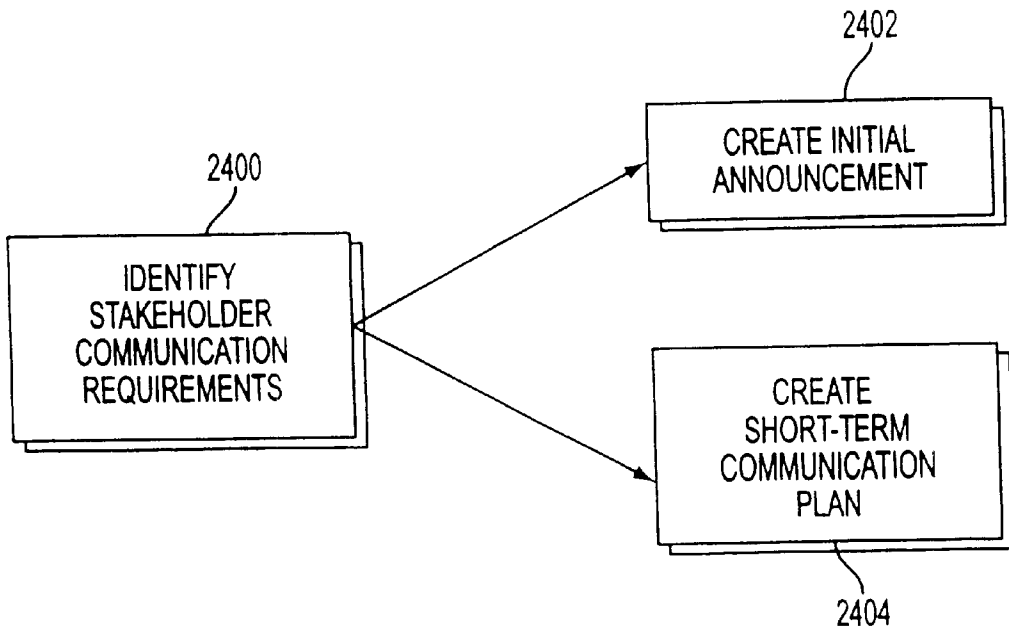 2402
CREATE INITIAL
ANNOUNCEMENT
2400
IDENTIFY
STAKEHOLDER
COMMUNICATION
REQUIREMENTS
CREATE
SHORT-TERM
COMMUNICATION
PLAN
2404